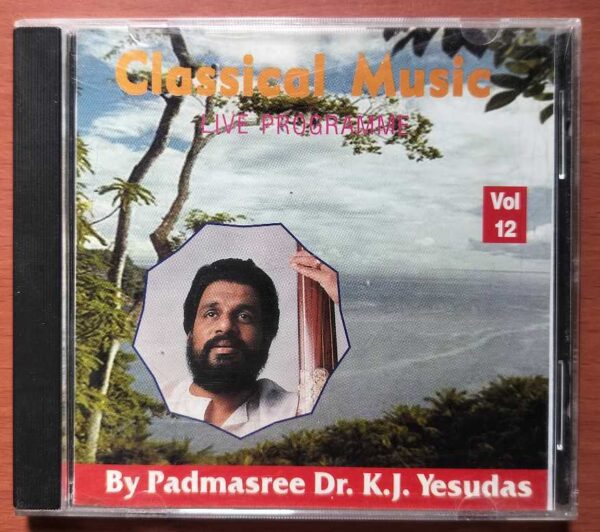 Classical Music
LIVE PROGRAMME
Vol
12
By Padmasree Dr. K.J. Yesudas